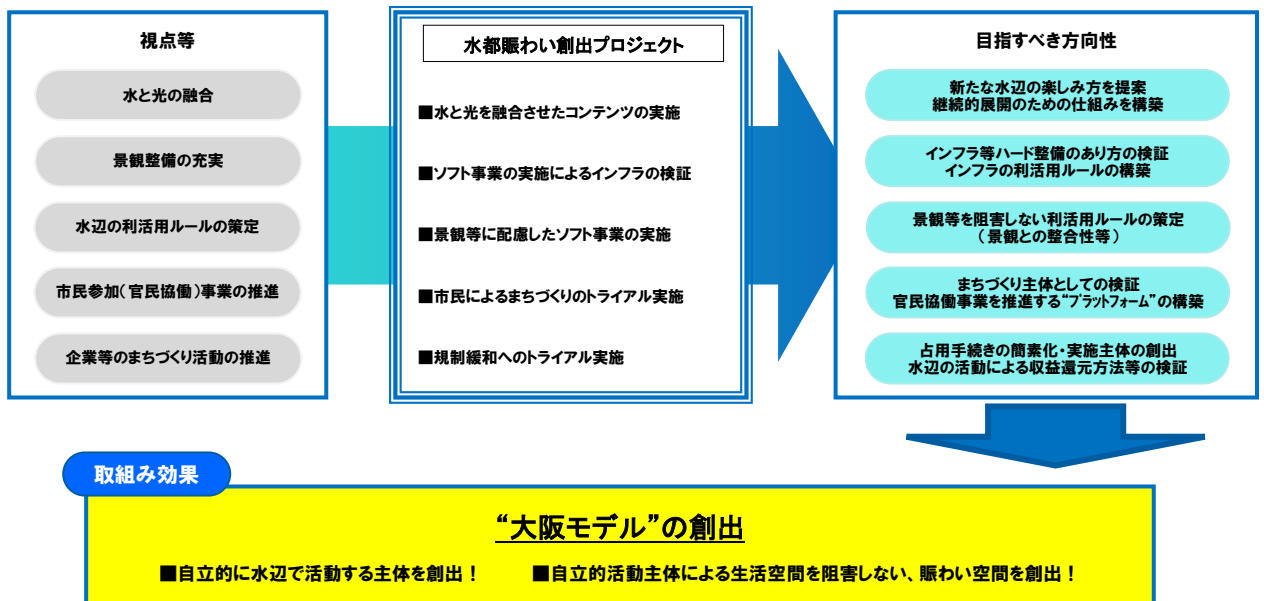 視点等
水と光の融合
景観整備の充実
水辺の利活用ルールの策定
市民参加(官民協働)事業の推進
企業等のまちづくり活動の推進
水都賑わい創出プロジェクト
■水と光を融合させたコンテンツの実施
■ソフト事業の実施によるインフラの検証
■景観等に配慮したソフト事業の実施
■市民によるまちづくりのトライアル実施
■規制緩和へのトライアル実施
目指すべき方向性
新たな水辺の楽しみ方を提案
継続的展開のための仕組みを構築
インフラ等ハード整備のあり方の検証
インフラの利活用ルールの構築
景観等を阻害しない利活用ルールの策定
(景観との整合性等)
まちづくり主体としての検証
官民協働事業を推進する“プラットフォーム”の構築
占用手続きの簡素化・実施主体の創出
水辺の活動による収益還元方法等の検証
取組み効果
“大阪モデル”の創出
■自立的に水辺で活動する主体を創出! ■自立的活動主体による生活空間を阻害しない、賑わい空間を創出!